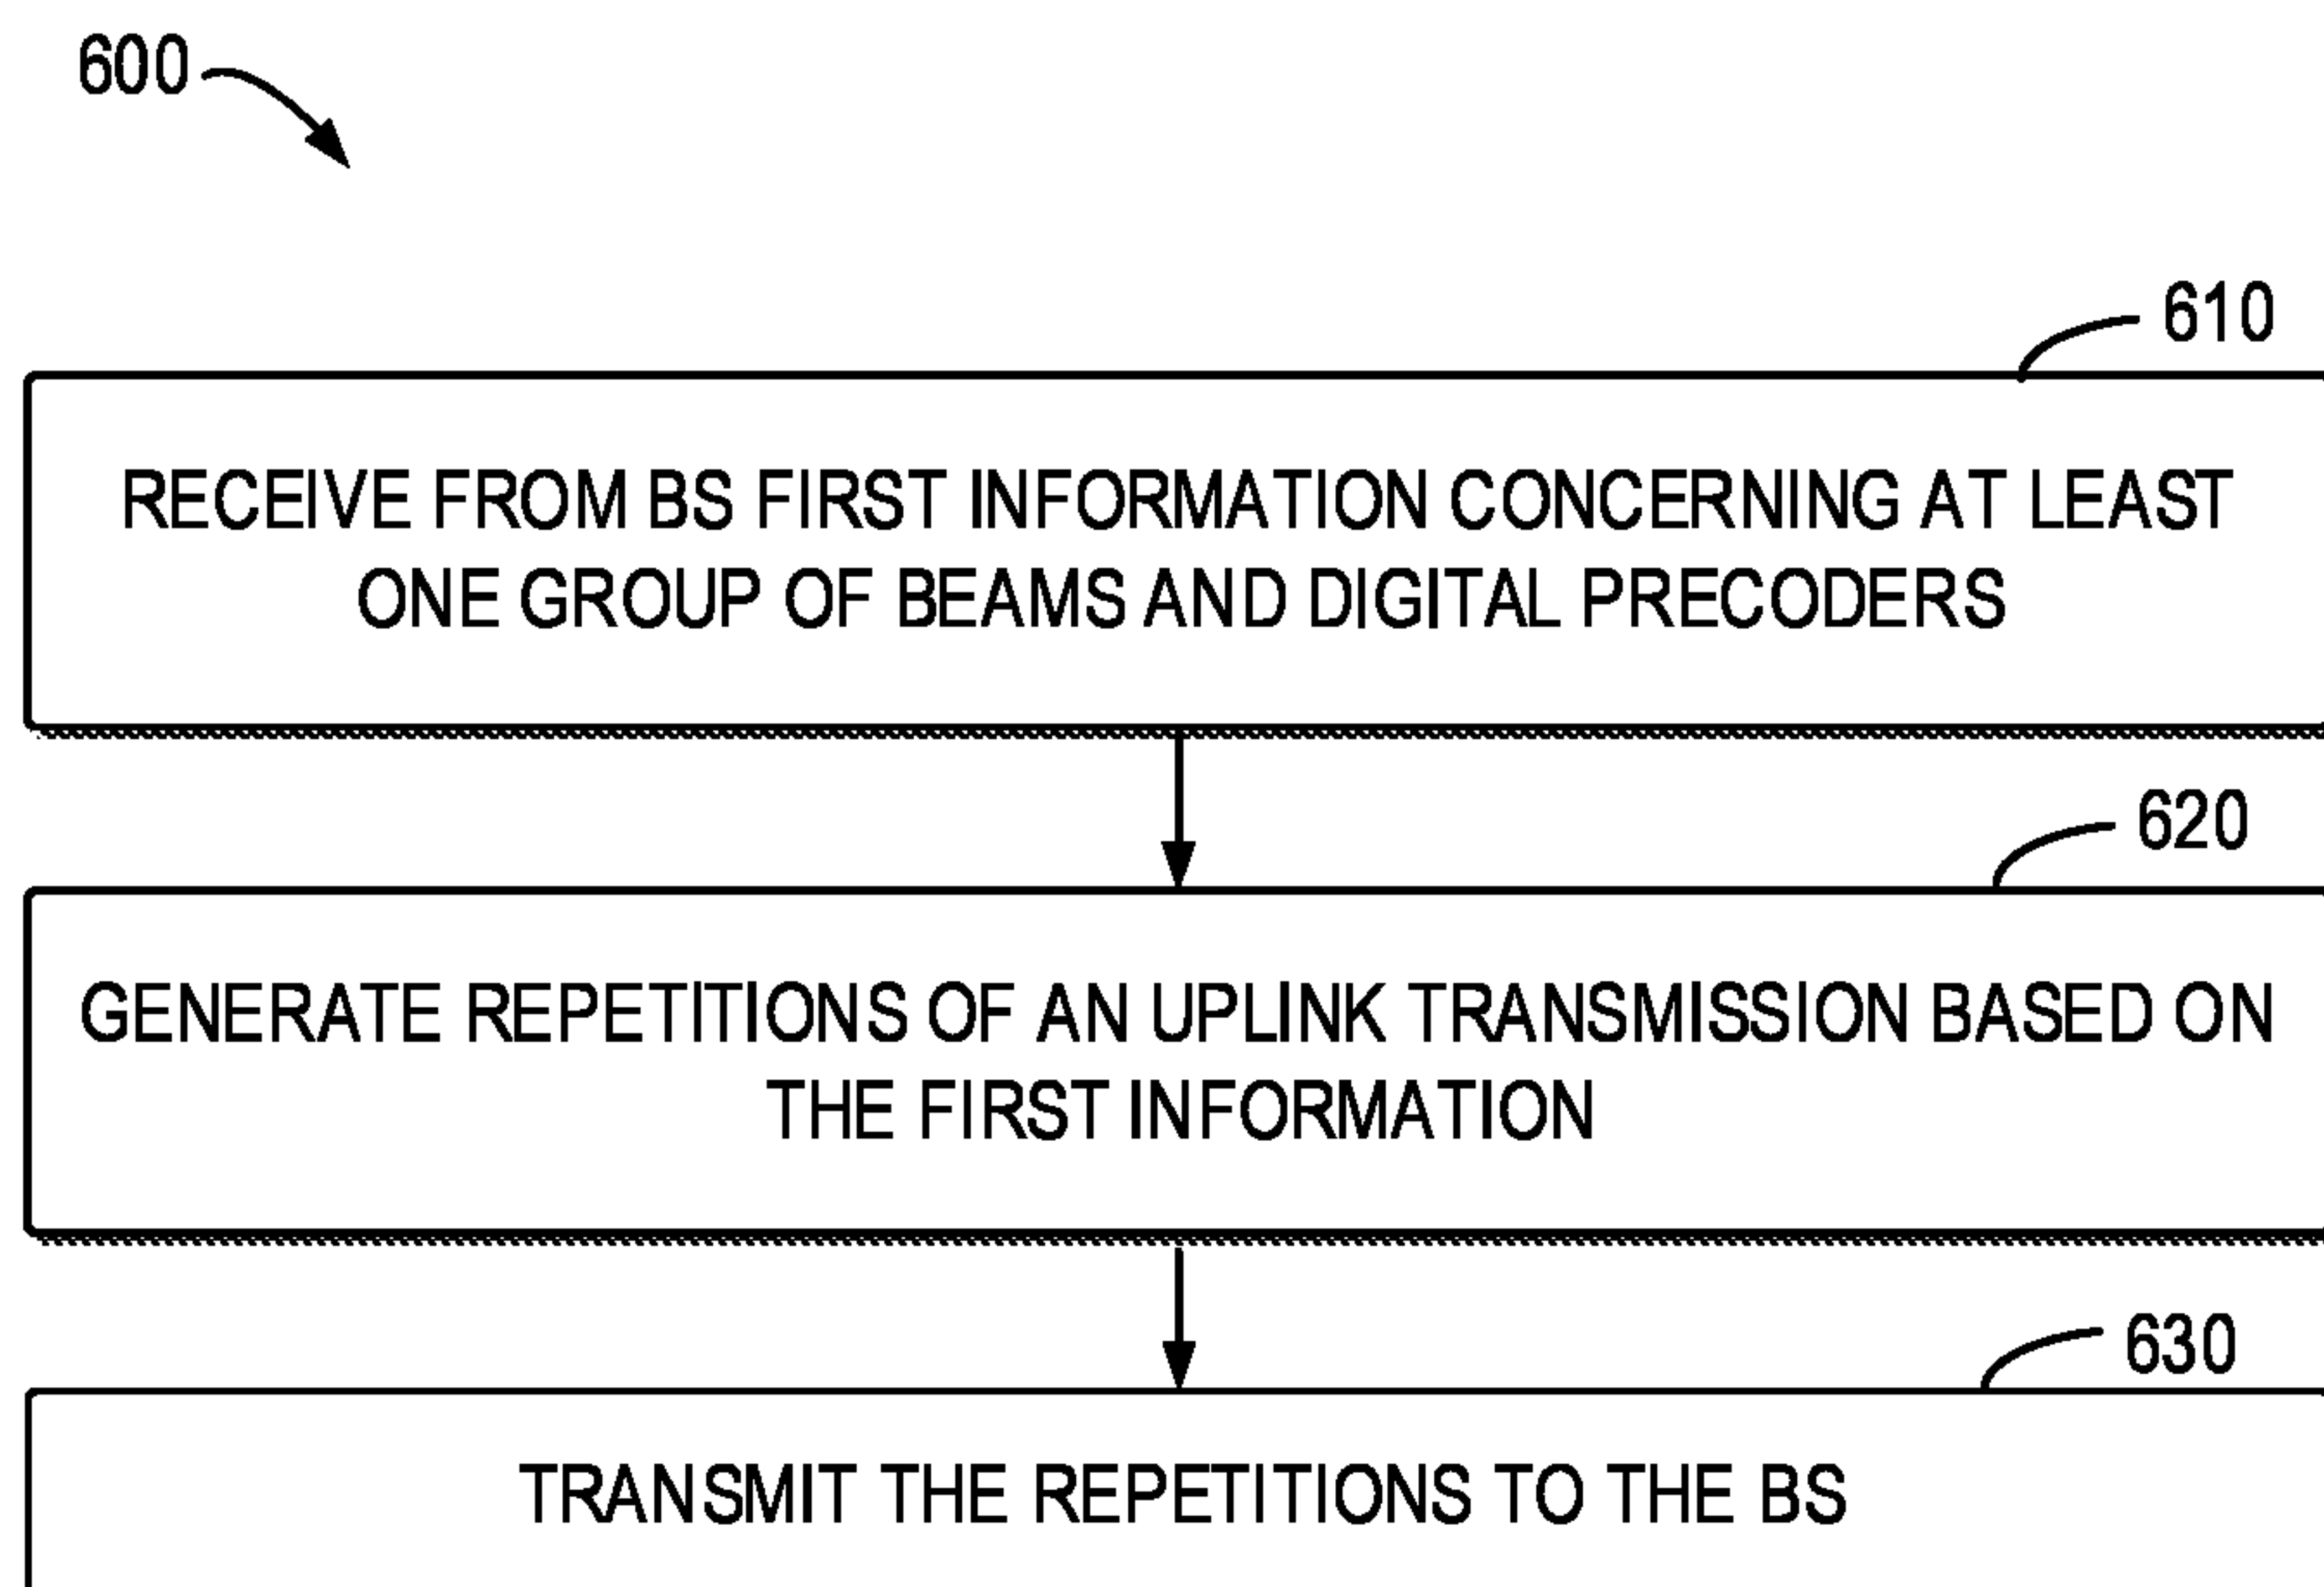 600
610
RECEIVE FROM BS FIRST INFORMATION CONCERNING AT LEAST
ONE GROUP OF BEAMS AND DIGITAL PRECODERS
620
GENERATE REPETITIONS OF AN UPLINK TRANSMISSION BASED ON
THE FIRST INFORMATION
630
TRANSMIT THE REPETITIONS TO THE BS